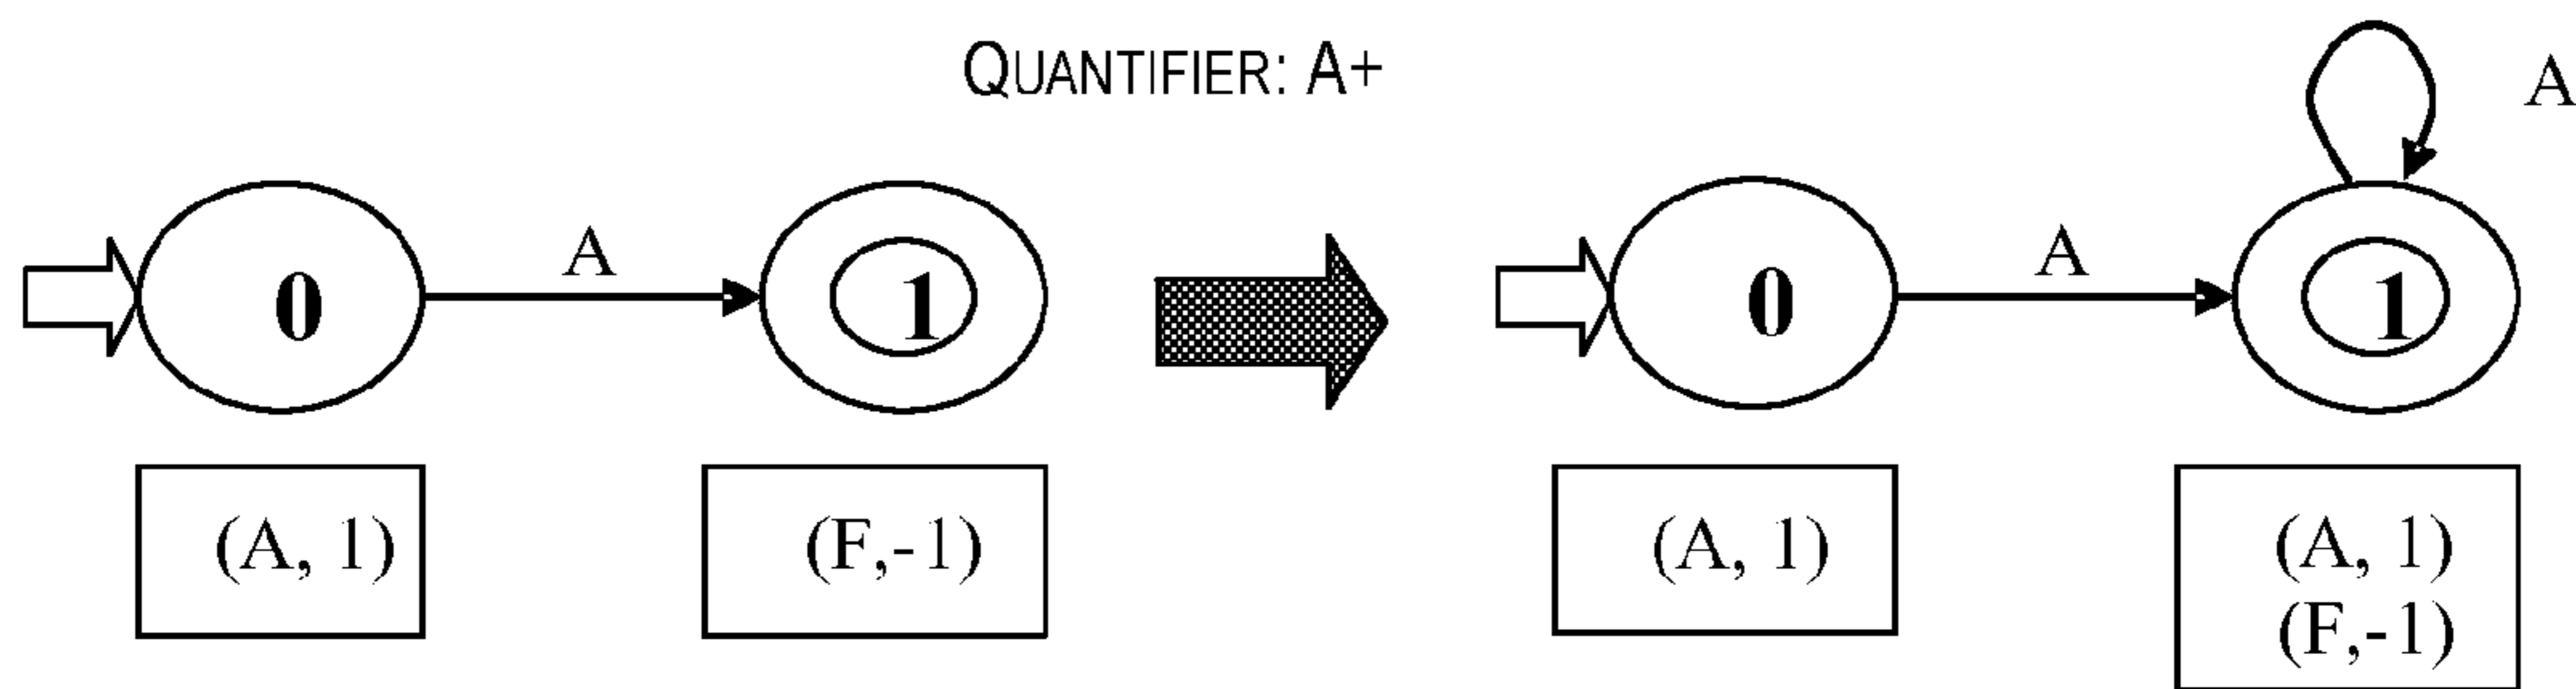 QUANTIFIER: A+
A
A
A
0
1
0
1
(A, 1)
(F,-1)
(A, 1)
(A, 1)
(F,-1)